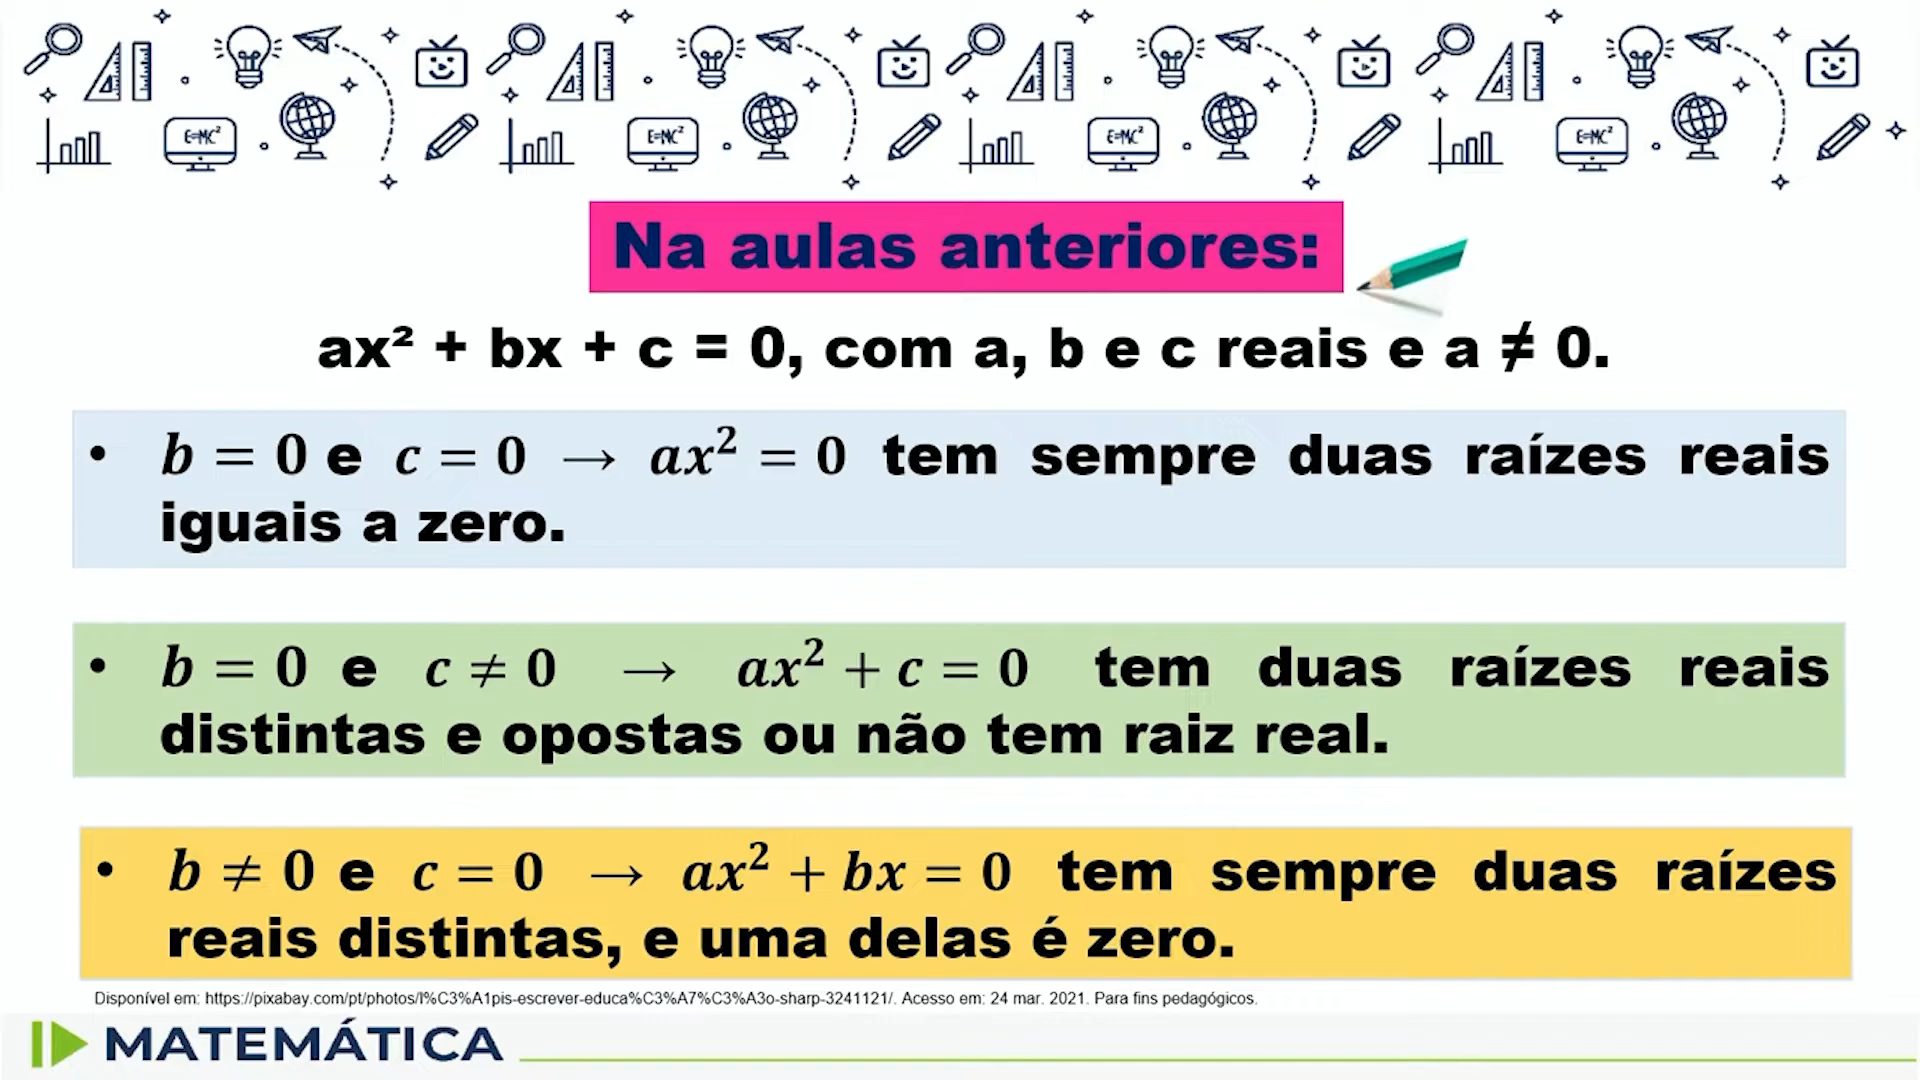 E=MC² E=MC² E=MC² E=MC²
Na aulas anteriores:
ax² + bx + c = 0, com a, b e c reais e a ≠ 0.
• b = 0 e c = 0 → ax² = 0 tem sempre duas raízes reais
iguais a zero.
• b = 0 e c ≠ 0 → ax² + c = 0 tem duas raízes reais
distintas e opostas ou não tem raiz real.
• b ≠ 0 e c = 0 → ax² + bx = 0 tem sempre duas raízes
reais distintas, e uma delas é zero.
Disponível em: https://pixabay.com/pt/photos/l%C3%A1pis-escrever-educa%C3%A7%C3%A3o-sharp-3241121/. Acesso em: 24 mar. 2021. Para fins pedagógicos.
MATEMÁTICA